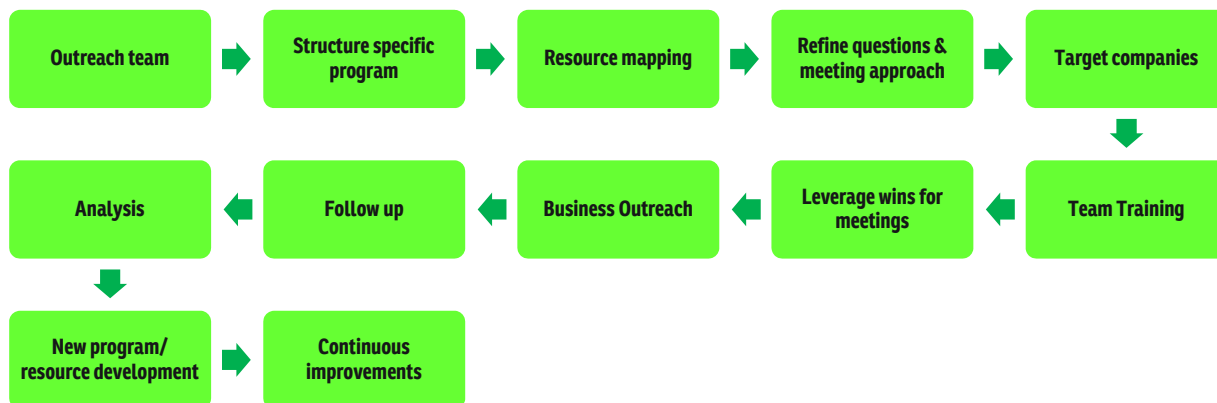 Outreach team
Structure specific
program
Resource mapping
Refine questions &
meeting approach
Target companies
Analysis
Follow up
Business Outreach
Leverage wins for
meetings
Team Training
New program/
resource development
Continuous
improvements